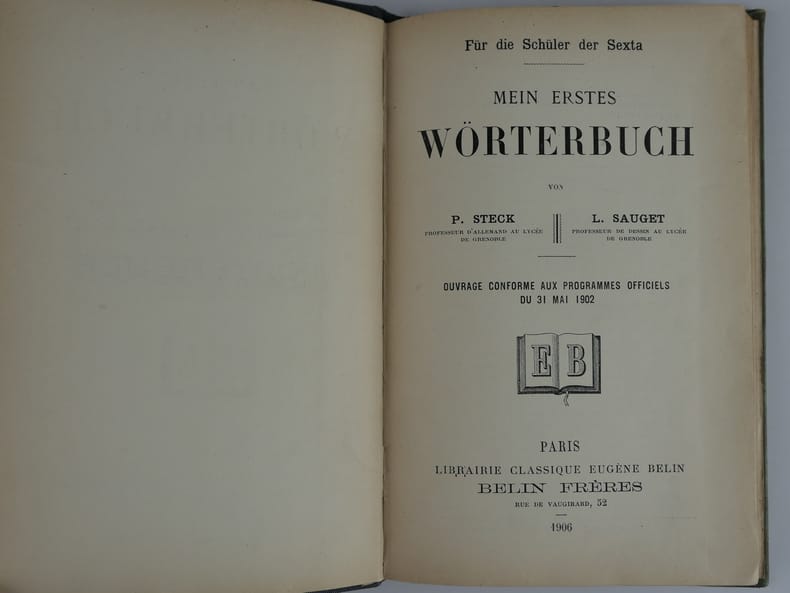 Für die Schüler der Sexta
MEIN ERSTES
WÖRTERBUCH
VON
P. STECK
PROFESSEUR D'ALLEMAND AU LYCÉE
DE GRENOBLE
L. SAUGET
PROFESSEUR DE DESSIN AU LYCÉE
DE GRENOBLE
OUVRAGE CONFORME AUX PROGRAMMES OFFICIELS
DU 31 MAI 1902
E B
PARIS
LIBRAIRIE CLASSIQUE EUGÈNE BELIN
BELIN FRÈRES
RUE DE VAUGIRARD, 52
1906